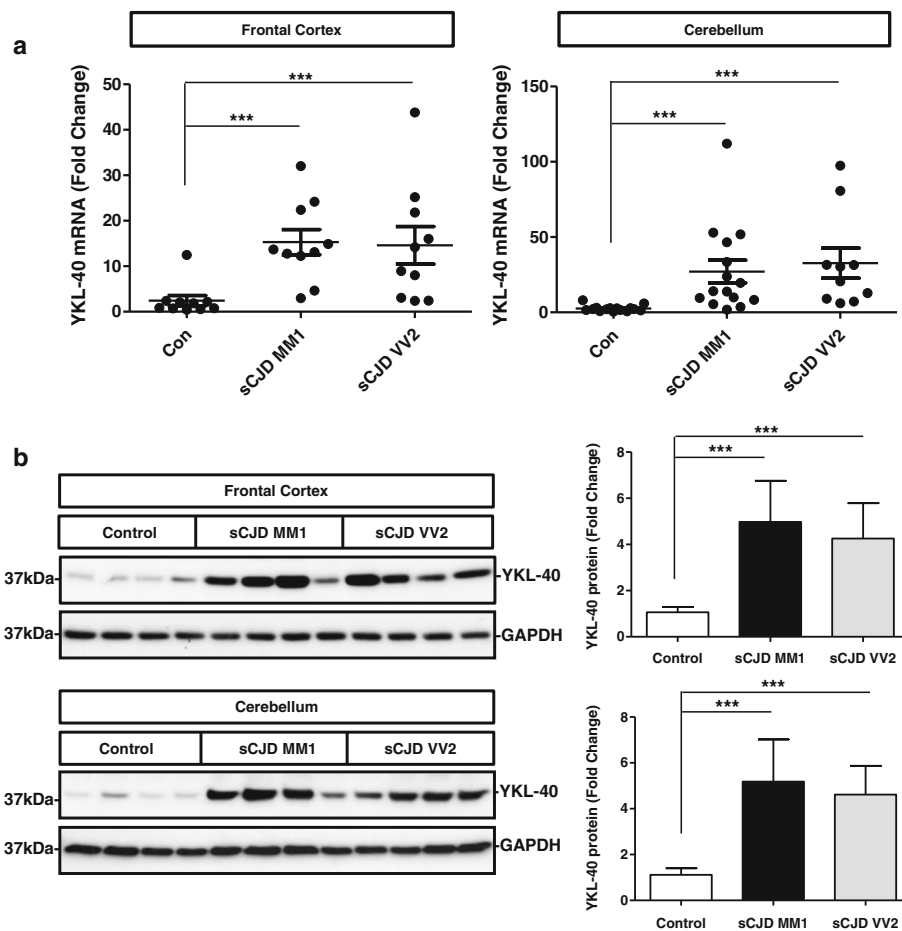 a
Frontal Cortex
YKL-40 mRNA (Fold Change)
50
40
30
20
10
0
***
***
Con
sCJD MM1
sCJD VV2
Cerebellum
YKL-40 mRNA (Fold Change)
150
100
50
0
***
***
Con
sCJD MM1
sCJD VV2
b
Frontal Cortex
Control sCJD MM1 sCJD VV2
37kDa- -YKL-40
37kDa- -GAPDH
YKL-40 protein (Fold Change)
8
6
4
2
0
***
***
Control sCJD MM1 sCJD VV2
Cerebellum
Control sCJD MM1 sCJD VV2
37kDa- -YKL-40
37kDa- -GAPDH
YKL-40 protein (Fold Change)
8
6
4
2
0
***
***
Control sCJD MM1 sCJD VV2